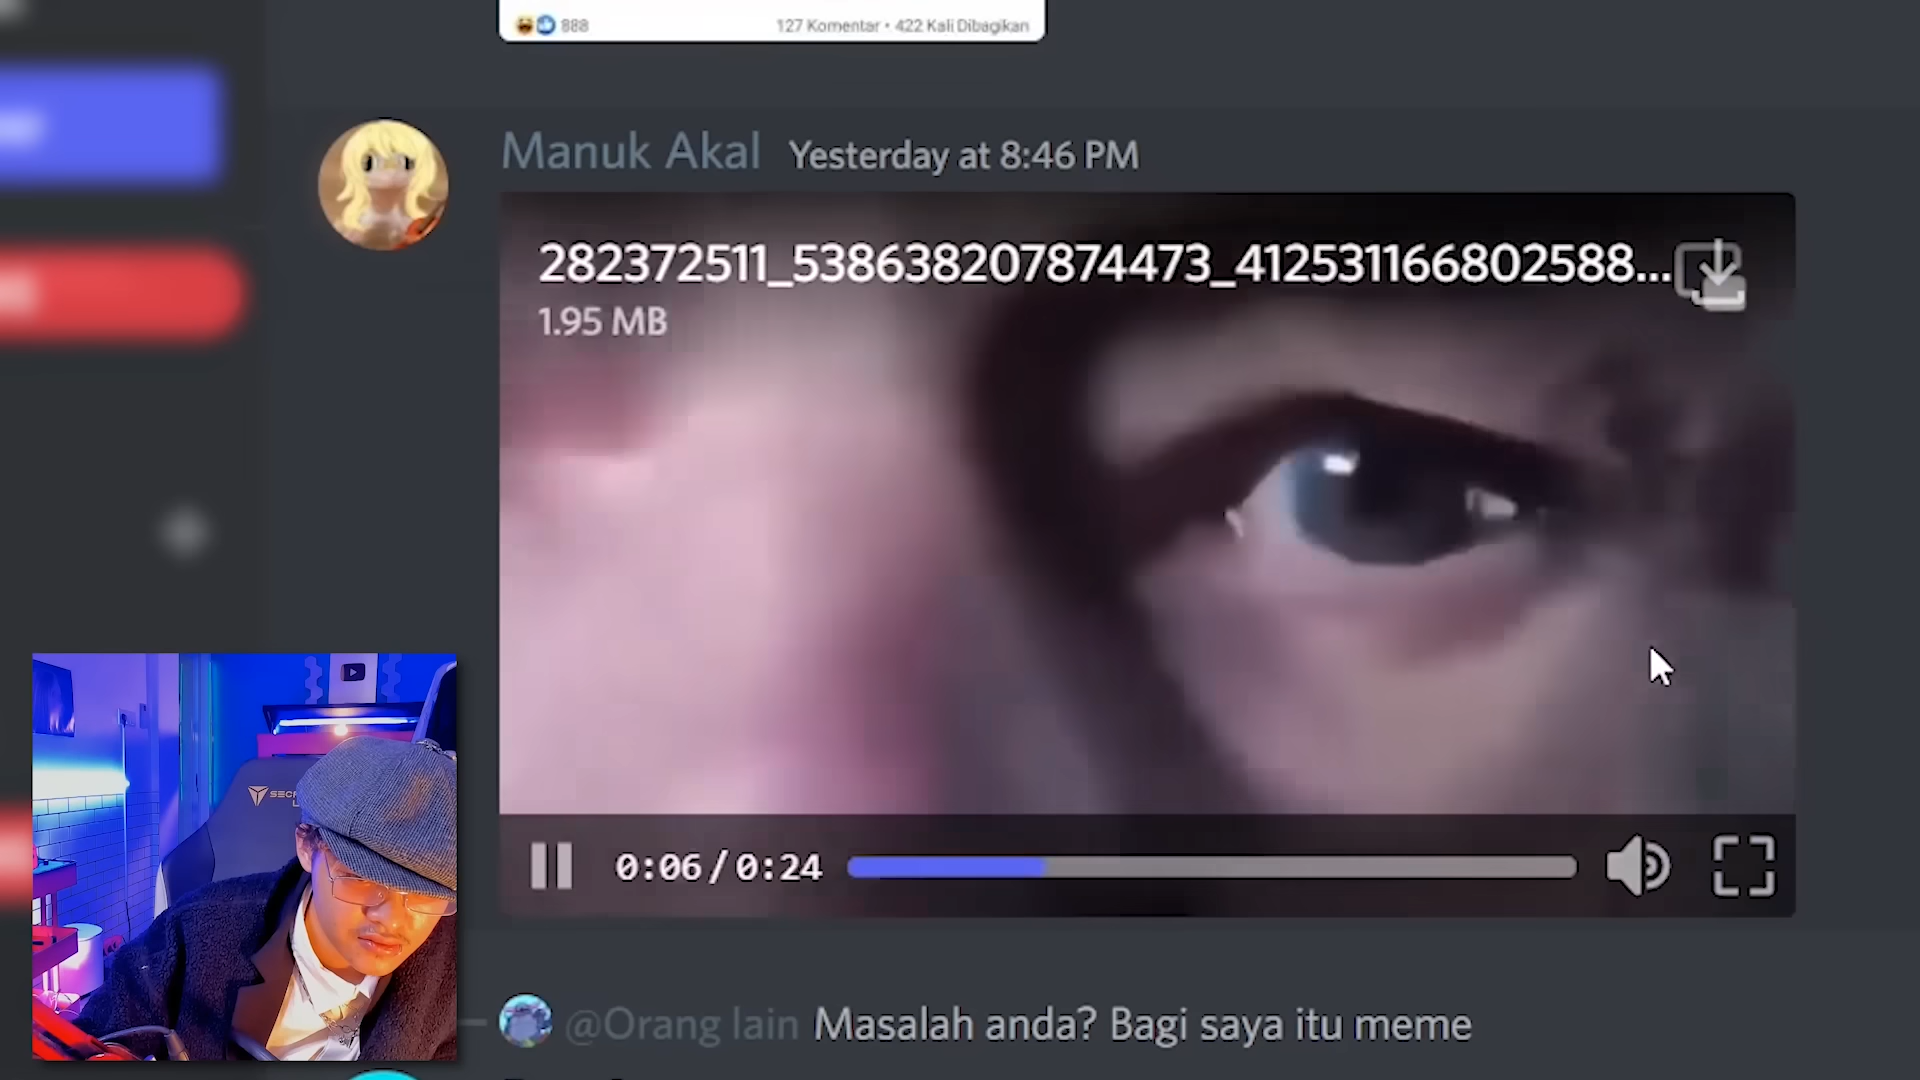 888
127 Komentar • 422 Kali Dibagikan
Manuk Akal Yesterday at 8:46 PM
282372511_538638207874473_412531166802588...
1.95 MB
0:06 / 0:24
@Orang lain Masalah anda? Bagi saya itu meme